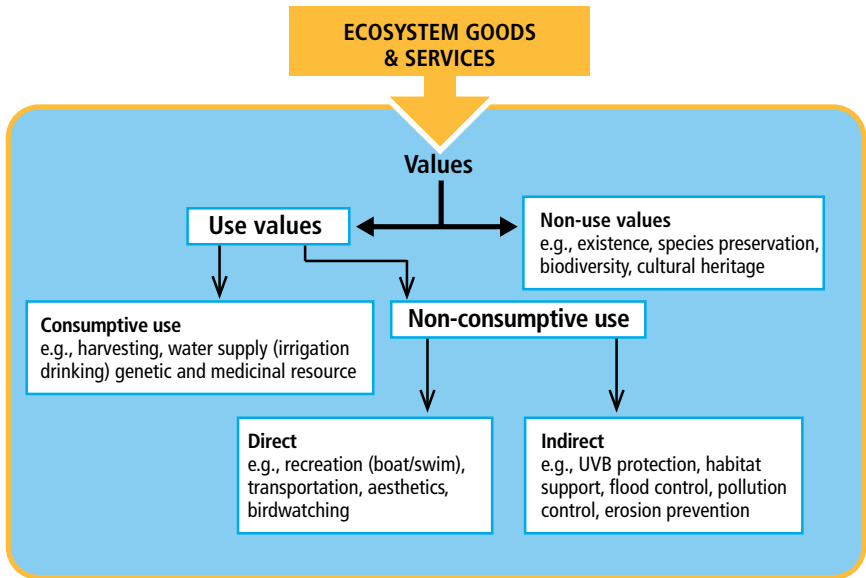 ECOSYSTEM GOODS
& SERVICES
Values
Use values
Non-use values
e.g., existence, species preservation,
biodiversity, cultural heritage
Consumptive use
e.g., harvesting, water supply (irrigation
drinking) genetic and medicinal resource
Non-consumptive use
Direct
e.g., recreation (boat/swim),
transportation, aesthetics,
birdwatching
Indirect
e.g., UVB protection, habitat
support, flood control, pollution
control, erosion prevention